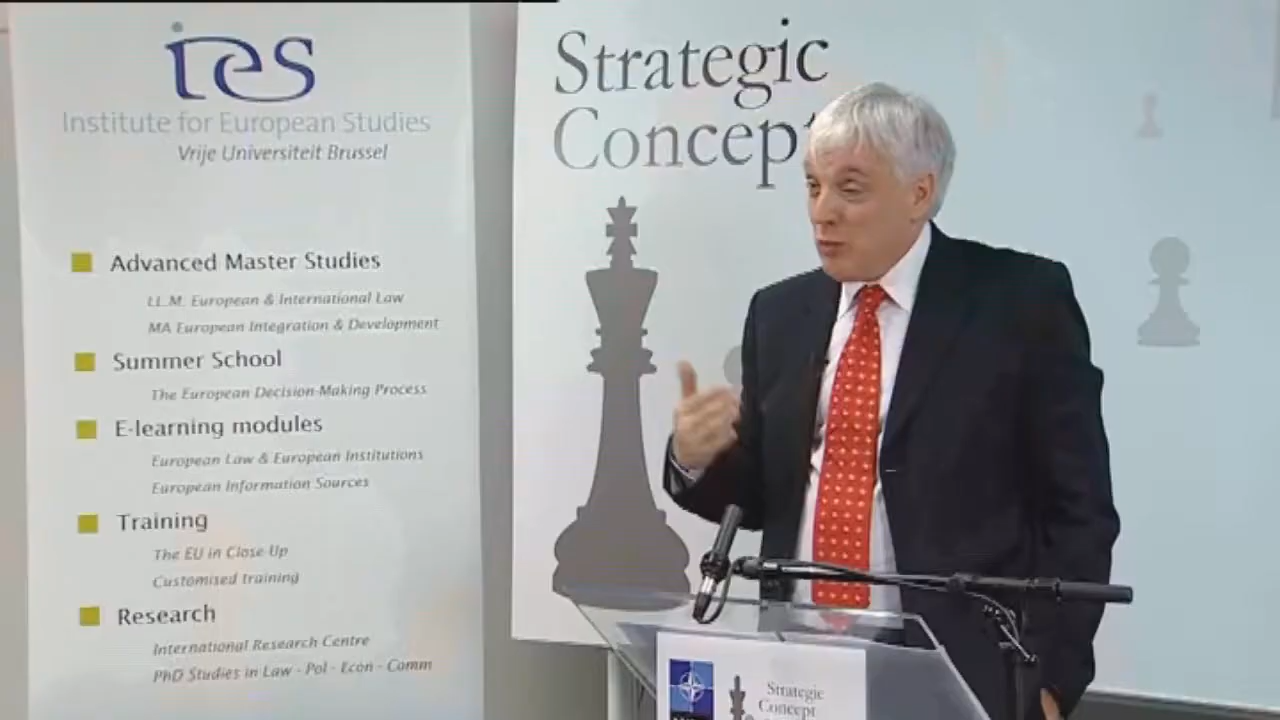 ies
Institute for European Studies
Vrije Universiteit Brussel
Advanced Master Studies
LL.M. European & International Law
MA European Integration & Development
Summer School
The European Decision-Making Process
E-learning modules
European Law & European Institutions
European Information Sources
Training
The EU in Close-Up
Customised training
Research
International Research Centre
PhD Studies in Law - Pol - Econ - Comm
Strategic
Concept
Strategic
Concept